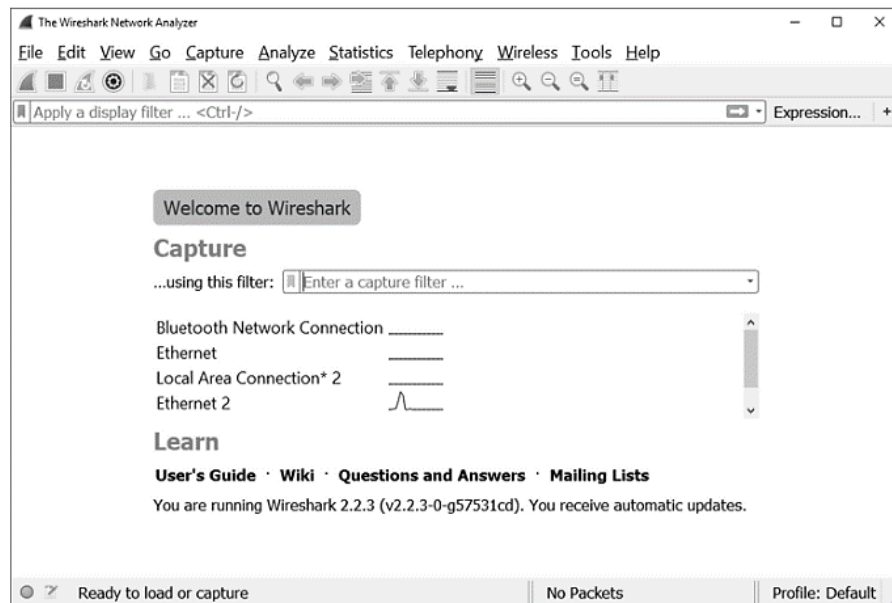 The Wireshark Network Analyzer
File Edit View Go Capture Analyze Statistics Telephony Wireless Tools Help
Apply a display filter ... <Ctrl-/> Expression... +
Welcome to Wireshark
Capture
...using this filter: Enter a capture filter ...
Bluetooth Network Connection
Ethernet
Local Area Connection* 2
Ethernet 2
Learn
User's Guide · Wiki · Questions and Answers · Mailing Lists
You are running Wireshark 2.2.3 (v2.2.3-0-g57531cd). You receive automatic updates.
Ready to load or capture No Packets Profile: Default